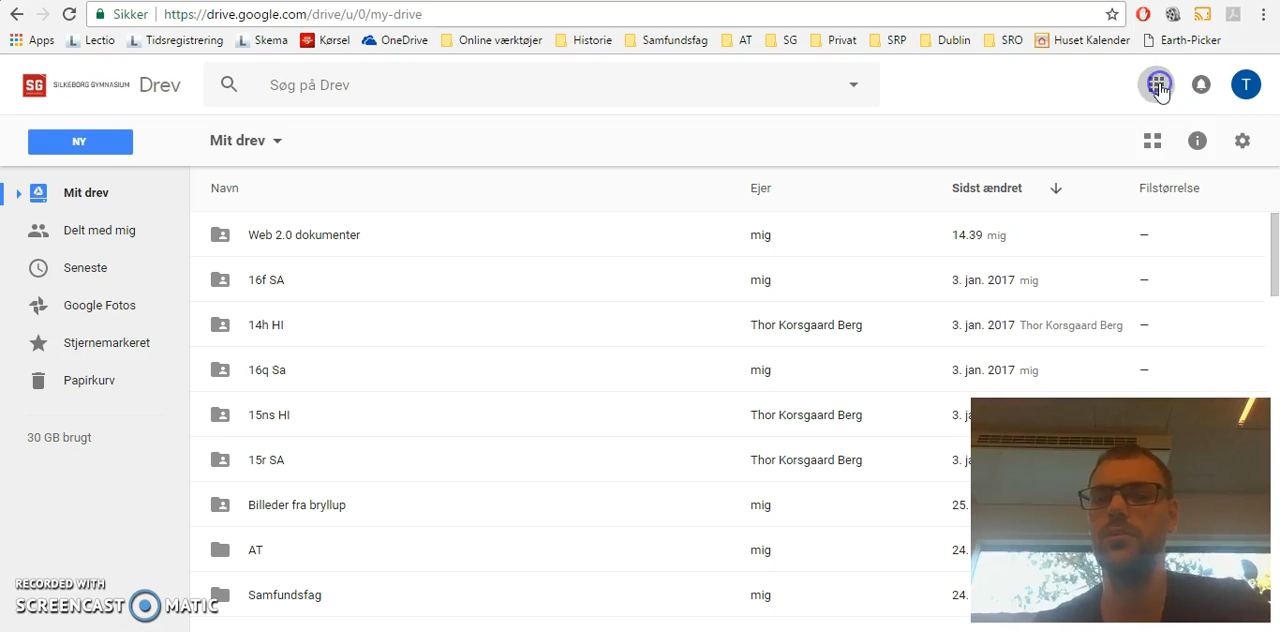 Sikker https://drive.google.com/drive/u/0/my-drive
Apps Lectio Tidsregistrering Skema Kørsel OneDrive Online værktøjer Historie Samfundsfag AT SG Privat SRP Dublin SRO Huset Kalender Earth-Picker
SG SILKEBORG GYMNASIUM Drev Søg på Drev T
NY Mit drev
Mit drev
Delt med mig
Seneste
Google Fotos
Stjernemarkeret
Papirkurv
30 GB brugt
Navn Ejer Sidst ændret Filstørrelse
Web 2.0 dokumenter mig 14.39 mig –
16f SA mig 3. jan. 2017 mig –
14h HI Thor Korsgaard Berg 3. jan. 2017 Thor Korsgaard Berg –
16q Sa mig 3. jan. 2017 mig –
15ns HI Thor Korsgaard Berg 3. ja
15r SA Thor Korsgaard Berg 3. ja
Billeder fra bryllup mig 25.
AT mig 24.
Samfundsfag mig 24.
RECORDED WITH
SCREENCAST MATIC